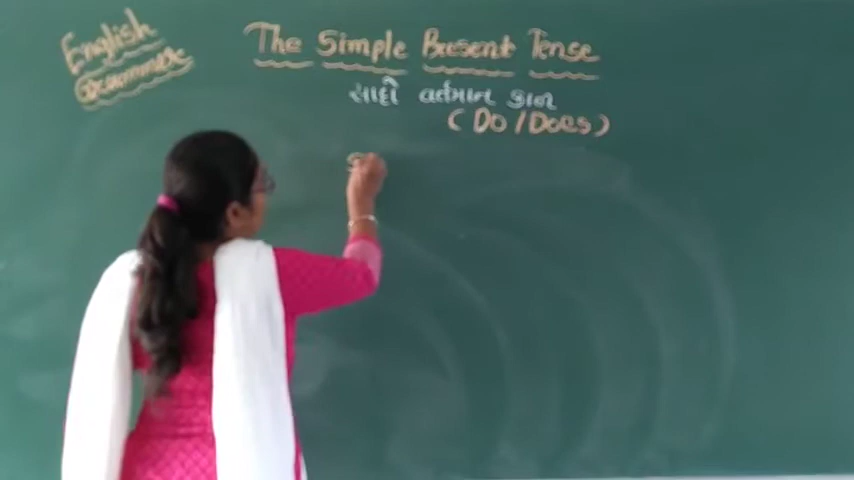 English
Grammar
The Simple Present Tense
સાદો વર્તમાન કાળ
(Do/Does)